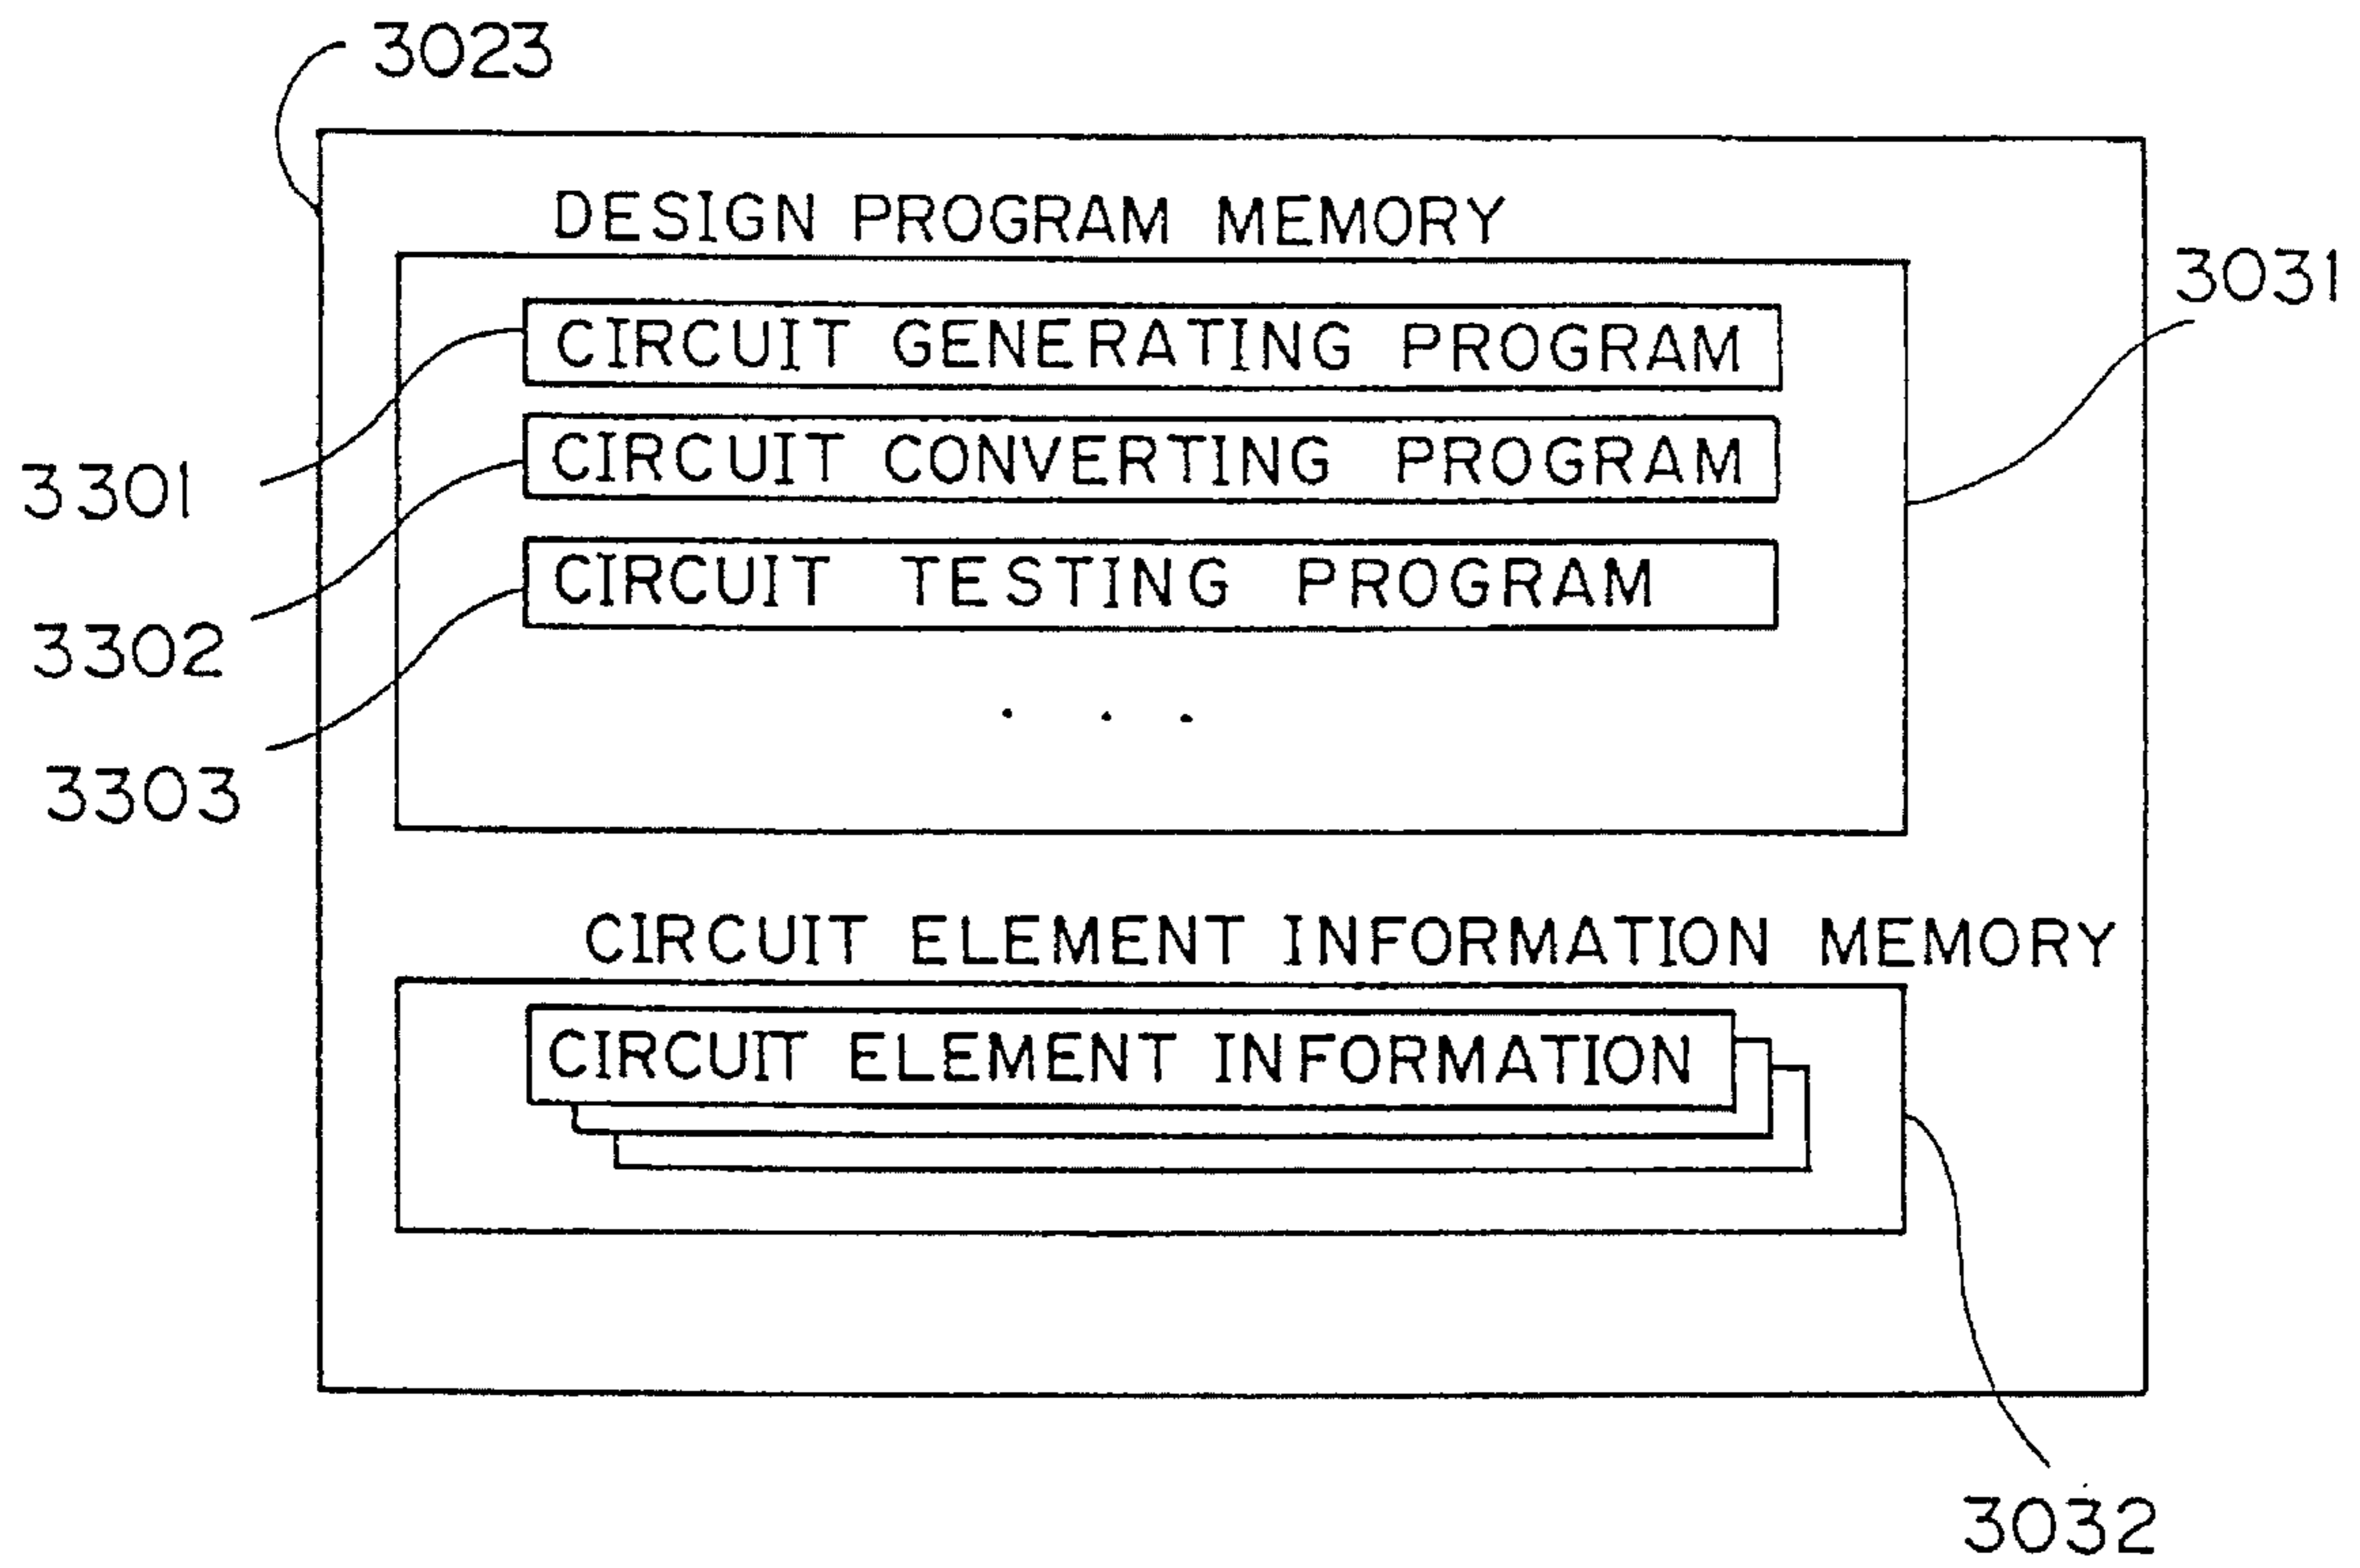 3023
DESIGN PROGRAM MEMORY
3031
CIRCUIT GENERATING PROGRAM
3301
CIRCUIT CONVERTING PROGRAM
3302
CIRCUIT TESTING PROGRAM
3303
. . .
CIRCUIT ELEMENT INFORMATION MEMORY
CIRCUIT ELEMENT INFORMATION
3032